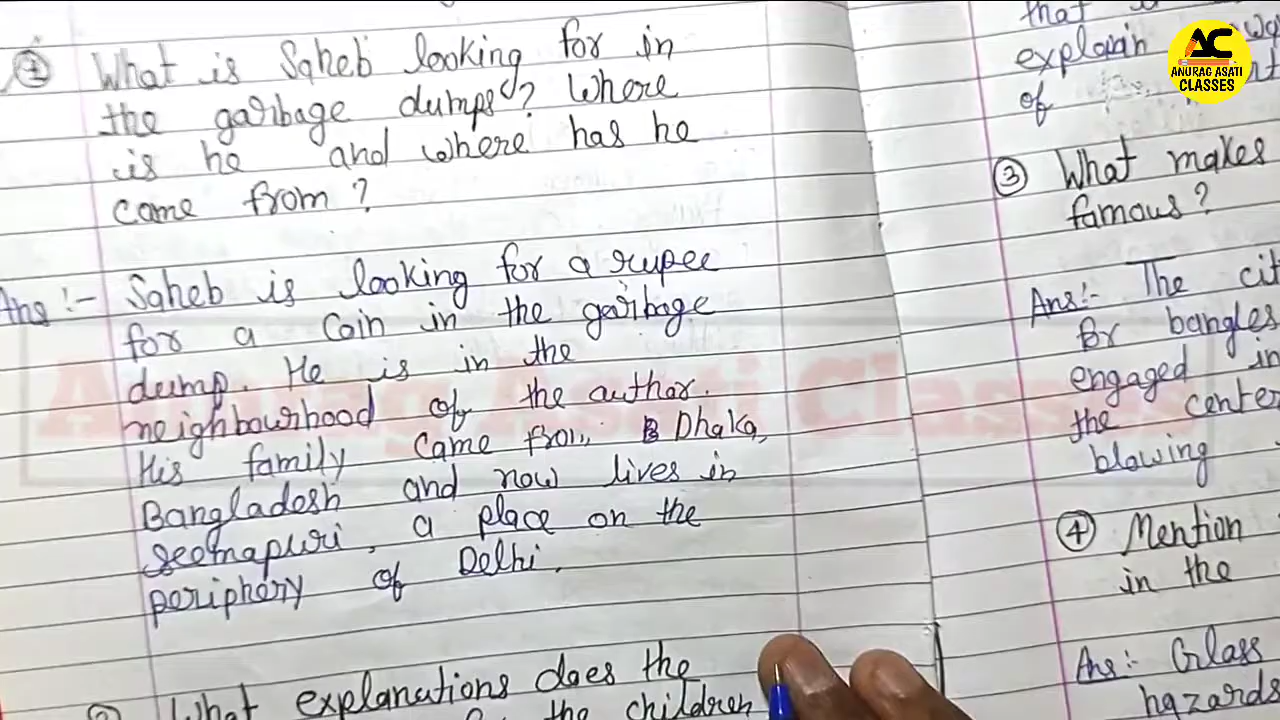 ① What is Saheb looking for in
the garbage dumps? Where
is he and where has he
come from?
Ans :- Saheb is looking for a rupee
for a coin in the garbage
dump. He is in the
neighbourhood of the author.
His family came from Dhaka,
Bangladesh and now lives in
seemapuri, a place on the
periphery of Delhi.
What explanations does the
the children
that
explain
of
③ What makes
famous?
Ans:- The cit
for bangles
engaged in
the center
blowing
④ Mention
in the
Ans:- Glass
hazards
AC
ANURAG ASATI
CLASSES
Anurag Asati Classes